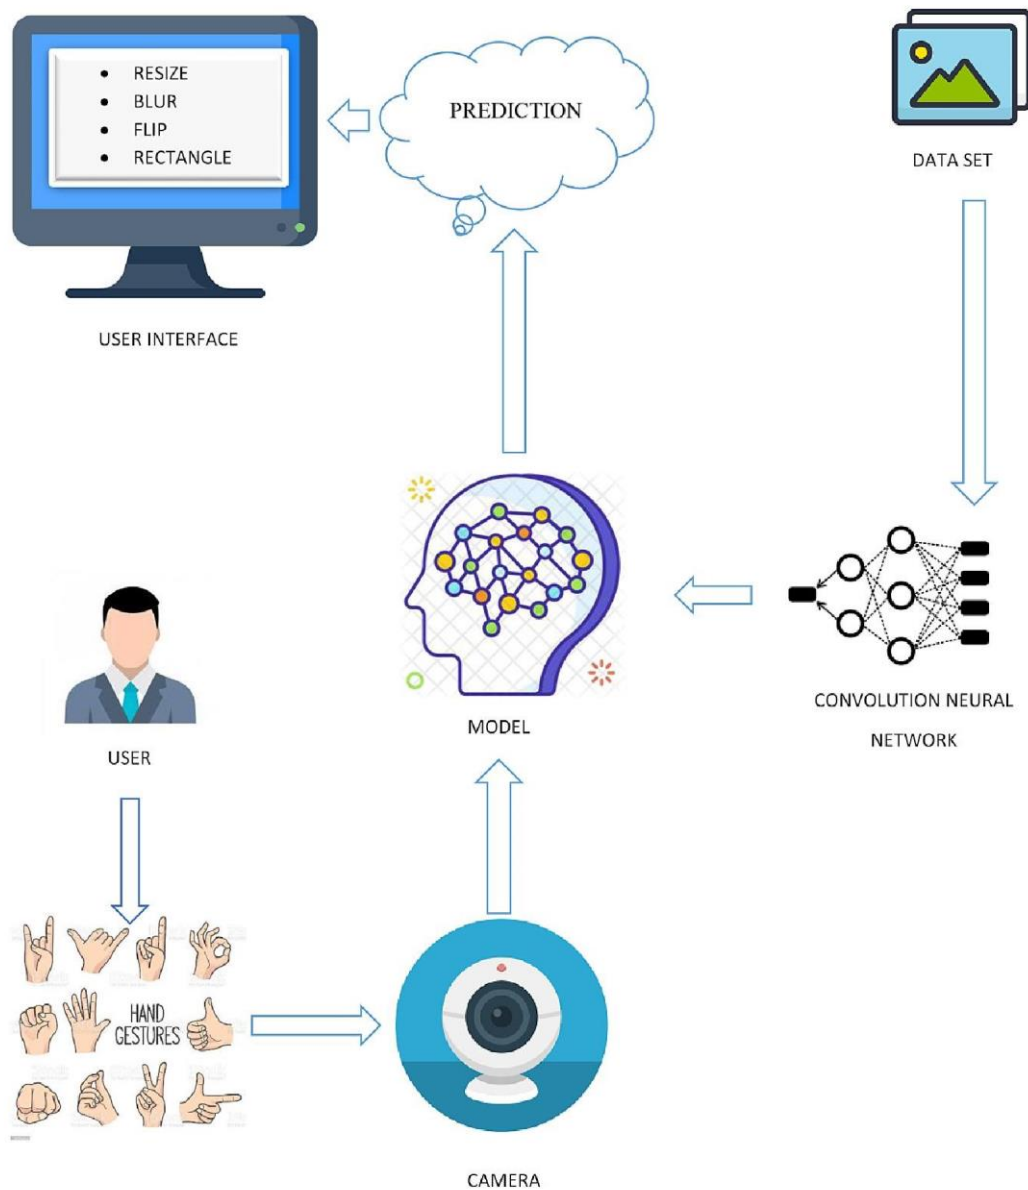 RESIZE
BLUR
FLIP
RECTANGLE
USER INTERFACE
PREDICTION
DATA SET
MODEL
CONVOLUTION NEURAL
NETWORK
USER
HAND
GESTURES
CAMERA